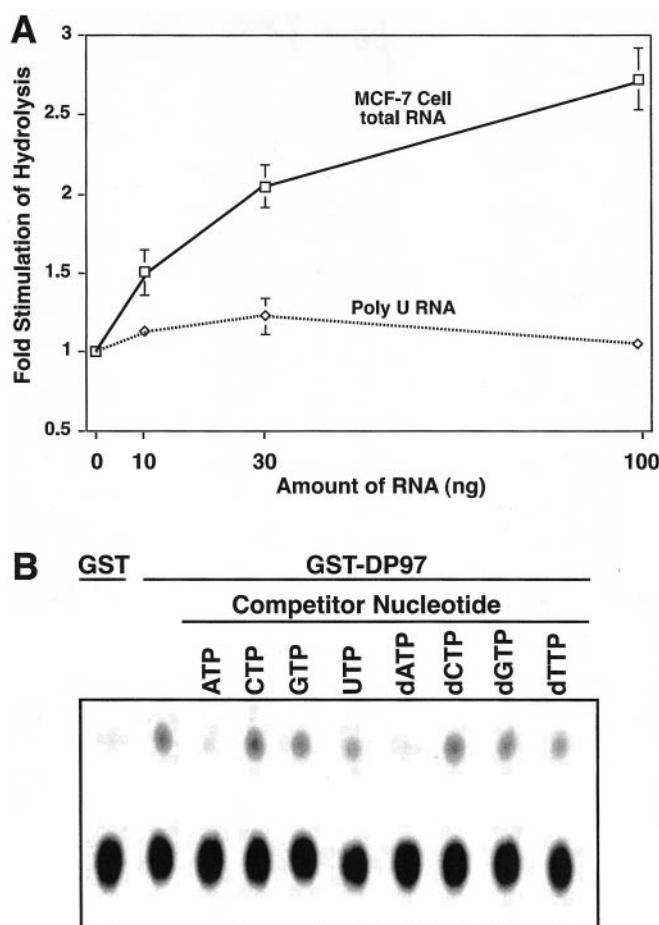 A
3
2.5
2
1.5
1
0.5
Fold Stimulation of Hydrolysis
MCF-7 Cell
total RNA
Poly U RNA
0 10 30 100
Amount of RNA (ng)
B
GST GST-DP97
Competitor Nucleotide
ATP CTP GTP UTP dATP dCTP dGTP dTTP